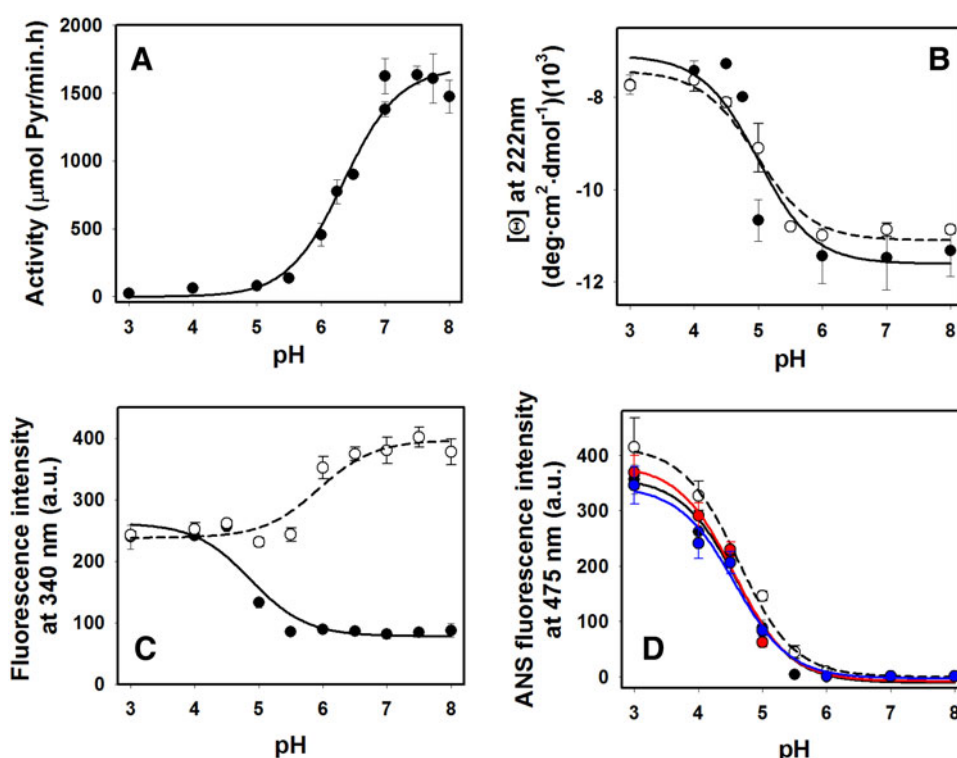 A
Activity (μmol Pyr/min.h)
2000
1500
1000
500
0
3 4 5 6 7 8
pH
B
[Θ] at 222nm
(deg·cm²·dmol⁻¹)(10³)
-8
-10
-12
3 4 5 6 7 8
pH
C
Fluorescence intensity
at 340 nm (a.u.)
400
300
200
100
0
3 4 5 6 7 8
pH
D
ANS fluorescence intensity
at 475 nm (a.u.)
400
300
200
100
0
3 4 5 6 7 8
pH